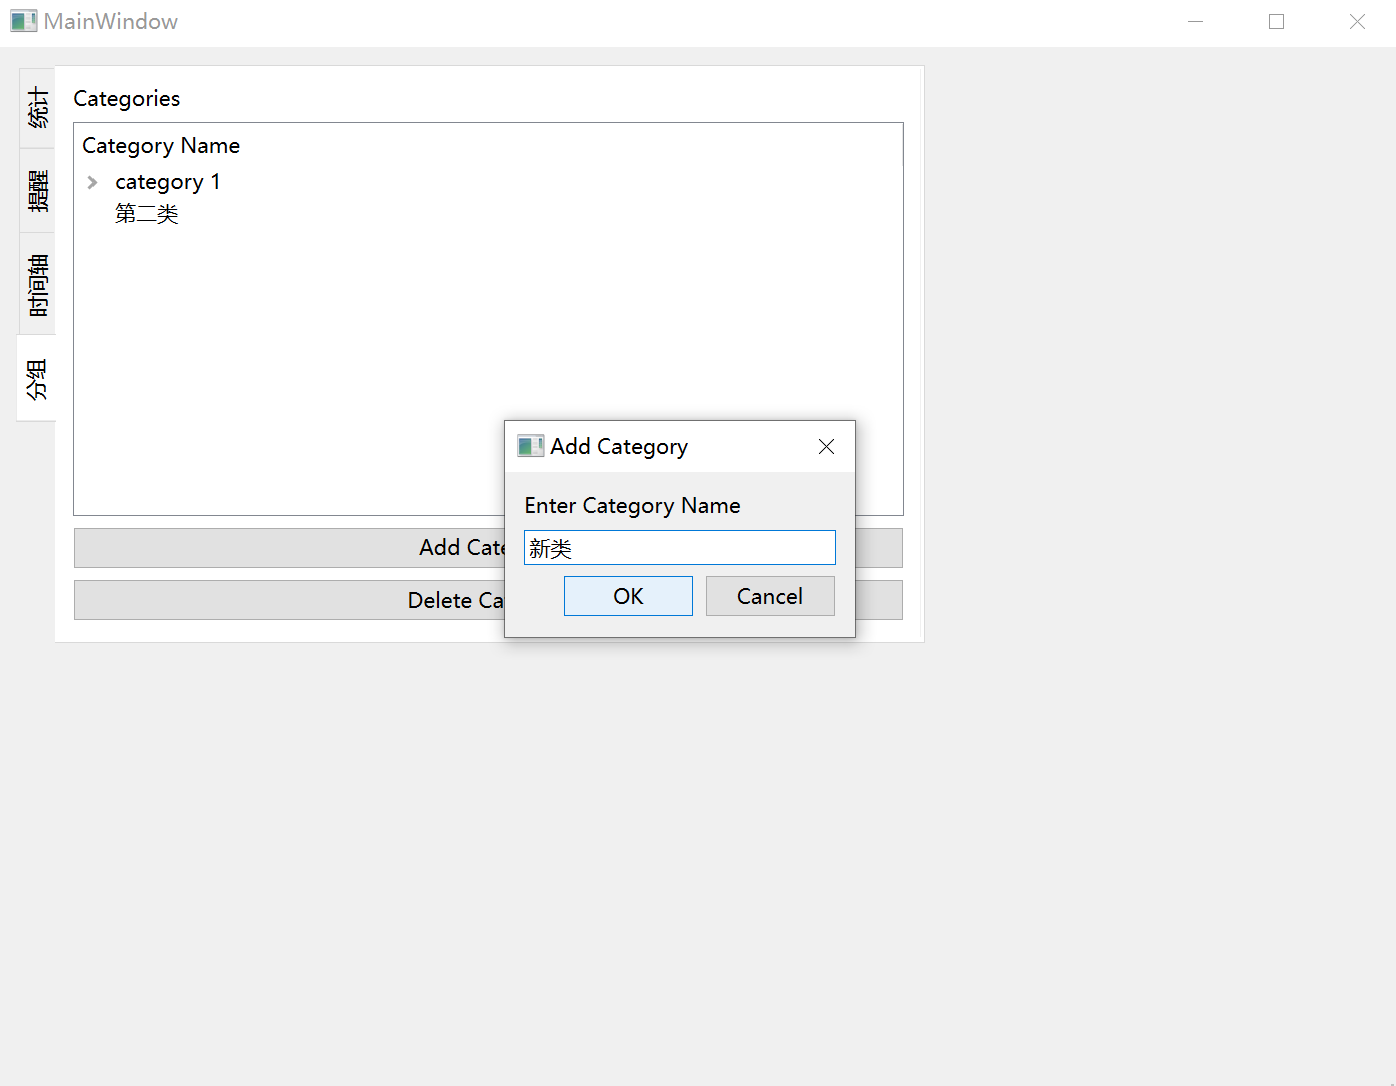 MainWindow
统计
提醒
时间轴
分组
Categories
Category Name
category 1
第二类
Add Category
Enter Category Name
新类
OK
Cancel
Add Cate
Delete Ca